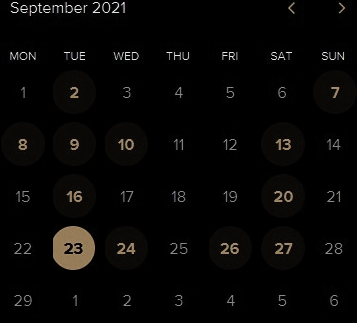 September 2021
MON TUE WED THU FRI SAT SUN
1 2 3 4 5 6 7
8 9 10 11 12 13 14
15 16 17 18 19 20 21
22 23 24 25 26 27 28
29 1 2 3 4 5 6